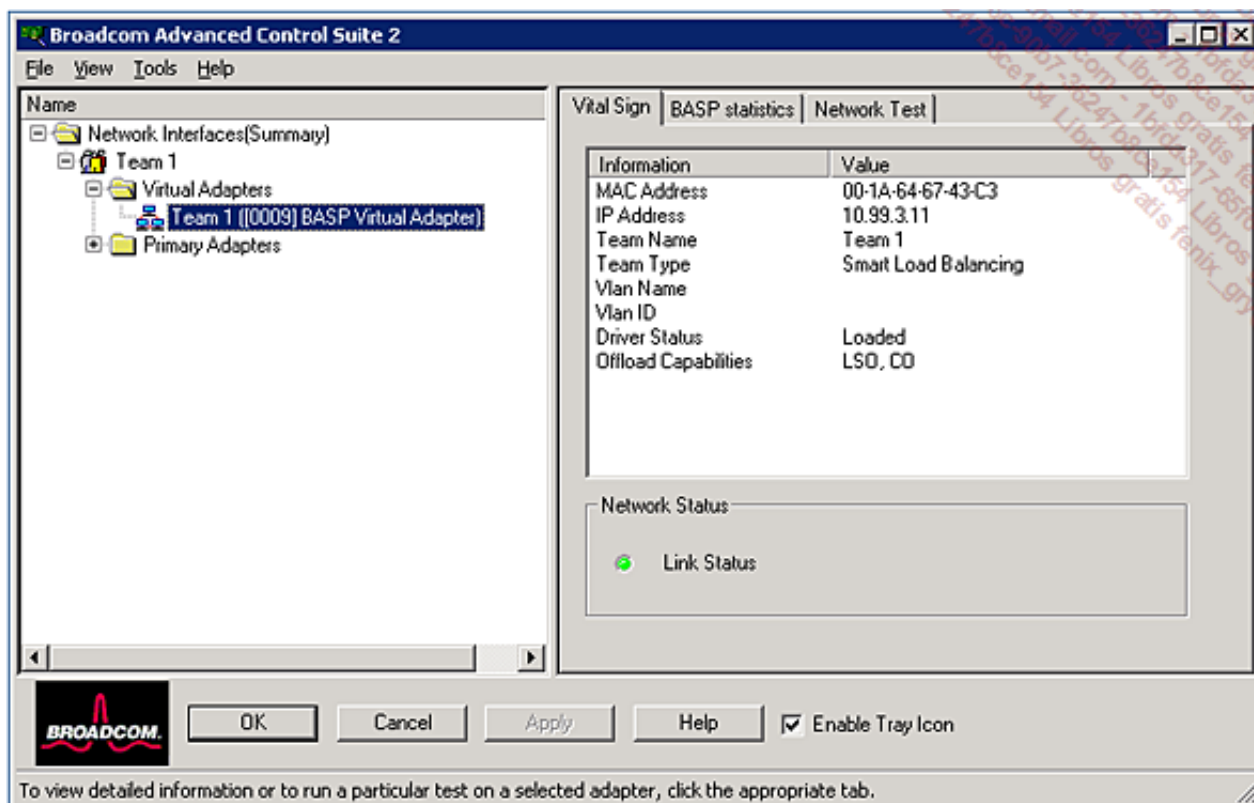 Broadcom Advanced Control Suite 2
File View Tools Help
Name
Network Interfaces(Summary)
Team 1
Virtual Adapters
Team 1 ([0009] BASP Virtual Adapter)
Primary Adapters
Vital Sign BASP statistics Network Test
Information Value
MAC Address 00-1A-64-67-43-C3
IP Address 10.99.3.11
Team Name Team 1
Team Type Smart Load Balancing
Vlan Name
Vlan ID
Driver Status Loaded
Offload Capabilities LSO, CO
Network Status
Link Status
BROADCOM.
OK Cancel Apply Help Enable Tray Icon
To view detailed information or to run a particular test on a selected adapter, click the appropriate tab.
Libros gratis